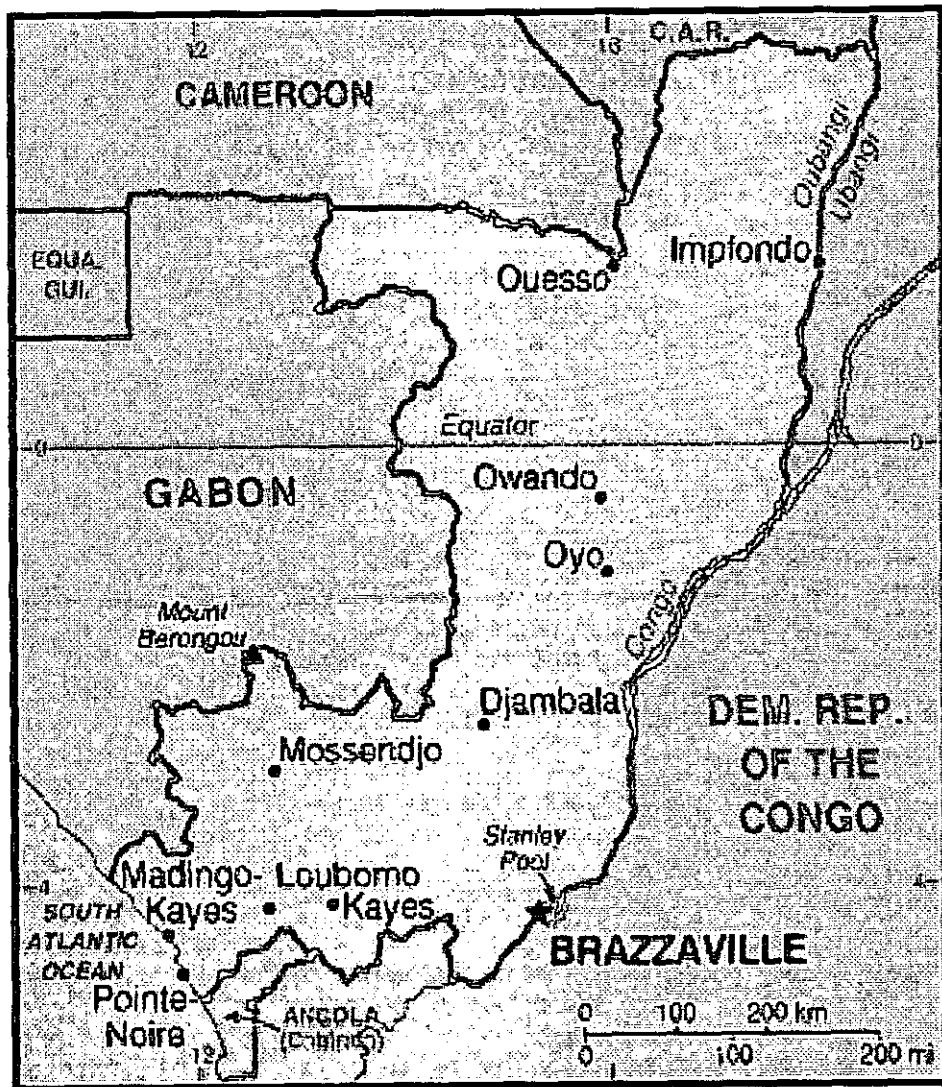 12
16
C.A.R.
CAMEROON
Oubangi
Ubangi
EQUA.
GUI.
Ouesso
Impfondo
Equator
0
0
GABON
Owando
Oyo
Congo
Mount
Berongou
Djambala
DEM. REP.
OF THE
CONGO
Mossendjo
Stanley
Pool
4
4
Madingo-
Kayes
Loubomo
Kayes
SOUTH
ATLANTIC
OCEAN
BRAZZAVILLE
Pointe-
Noire
ANGOLA
(Cabinda)
12
0 100 200 km
0 100 200 mi